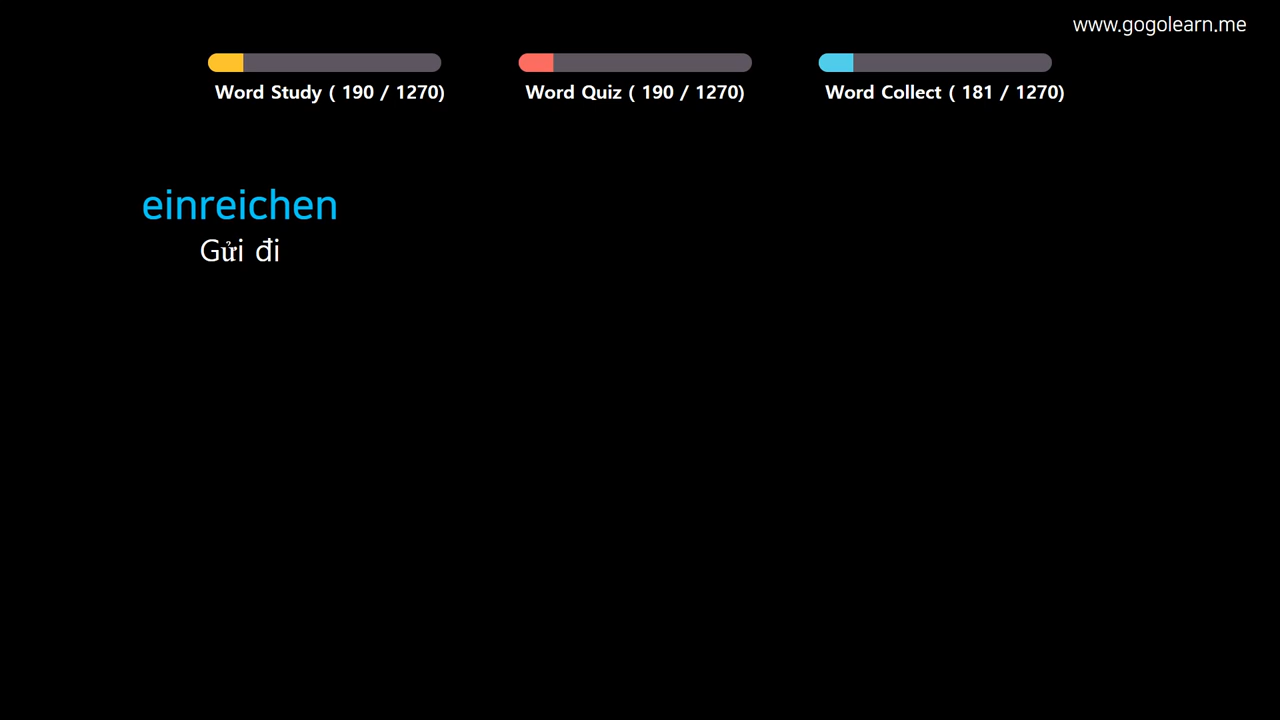 www.gogolearn.me
Word Study ( 190 / 1270)
Word Quiz ( 190 / 1270)
Word Collect ( 181 / 1270)
einreichen
Gửi đi